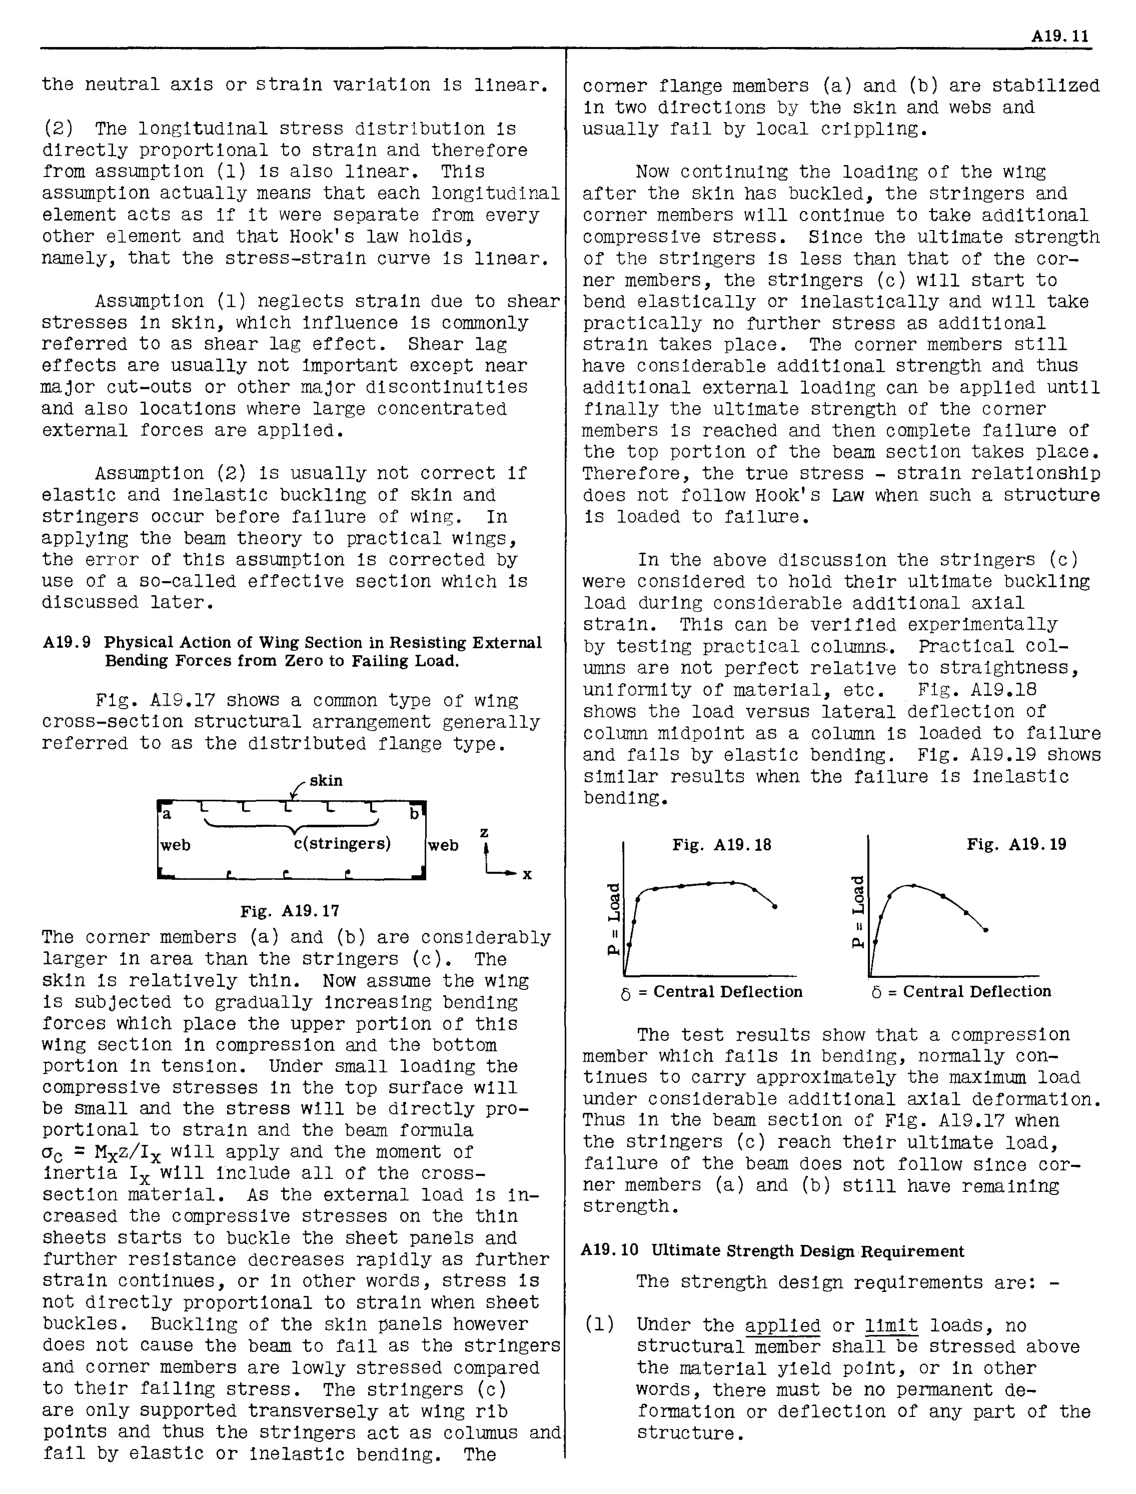 A19.11
the neutral axis or strain variation is linear.
(2) The longitudinal stress distribution is
directly proportional to strain and therefore
from assumption (1) is also linear. This
assumption actually means that each longitudinal
element acts as if it were separate from every
other element and that Hook's law holds,
namely, that the stress-strain curve is linear.
Assumption (1) neglects strain due to shear
stresses in skin, which influence is commonly
referred to as shear lag effect. Shear lag
effects are usually not important except near
major cut-outs or other major discontinuities
and also locations where large concentrated
external forces are applied.
Assumption (2) is usually not correct if
elastic and inelastic buckling of skin and
stringers occur before failure of wing. In
applying the beam theory to practical wings,
the error of this assumption is corrected by
use of a so-called effective section which is
discussed later.
A19.9 Physical Action of Wing Section in Resisting External
Bending Forces from Zero to Failing Load.
Fig. A19.17 shows a common type of wing
cross-section structural arrangement generally
referred to as the distributed flange type.
skin
a
b
c(stringers)
web
web
z
x
Fig. A19.17
The corner members (a) and (b) are considerably
larger in area than the stringers (c). The
skin is relatively thin. Now assume the wing
is subjected to gradually increasing bending
forces which place the upper portion of this
wing section in compression and the bottom
portion in tension. Under small loading the
compressive stresses in the top surface will
be small and the stress will be directly pro-
portional to strain and the beam formula
σc = Mxz/Ix will apply and the moment of
inertia Ix will include all of the cross-
section material. As the external load is in-
creased the compressive stresses on the thin
sheets starts to buckle the sheet panels and
further resistance decreases rapidly as further
strain continues, or in other words, stress is
not directly proportional to strain when sheet
buckles. Buckling of the skin panels however
does not cause the beam to fail as the stringers
and corner members are lowly stressed compared
to their failing stress. The stringers (c)
are only supported transversely at wing rib
points and thus the stringers act as columus and
fail by elastic or inelastic bending. The
corner flange members (a) and (b) are stabilized
in two directions by the skin and webs and
usually fail by local crippling.
Now continuing the loading of the wing
after the skin has buckled, the stringers and
corner members will continue to take additional
compressive stress. Since the ultimate strength
of the stringers is less than that of the cor-
ner members, the stringers (c) will start to
bend elastically or inelastically and will take
practically no further stress as additional
strain takes place. The corner members still
have considerable additional strength and thus
additional external loading can be applied until
finally the ultimate strength of the corner
members is reached and then complete failure of
the top portion of the beam section takes place.
Therefore, the true stress - strain relationship
does not follow Hook's Law when such a structure
is loaded to failure.
In the above discussion the stringers (c)
were considered to hold their ultimate buckling
load during considerable additional axial
strain. This can be verified experimentally
by testing practical columns. Practical col-
umns are not perfect relative to straightness,
uniformity of material, etc. Fig. A19.18
shows the load versus lateral deflection of
column midpoint as a column is loaded to failure
and fails by elastic bending. Fig. A19.19 shows
similar results when the failure is inelastic
bending.
Fig. A19.18
P = Load
δ = Central Deflection
Fig. A19.19
P = Load
δ = Central Deflection
The test results show that a compression
member which fails in bending, normally con-
tinues to carry approximately the maximum load
under considerable additional axial deformation.
Thus in the beam section of Fig. A19.17 when
the stringers (c) reach their ultimate load,
failure of the beam does not follow since cor-
ner members (a) and (b) still have remaining
strength.
A19.10 Ultimate Strength Design Requirement
The strength design requirements are: -
(1) Under the applied or limit loads, no
structural member shall be stressed above
the material yield point, or in other
words, there must be no permanent de-
formation or deflection of any part of the
structure.